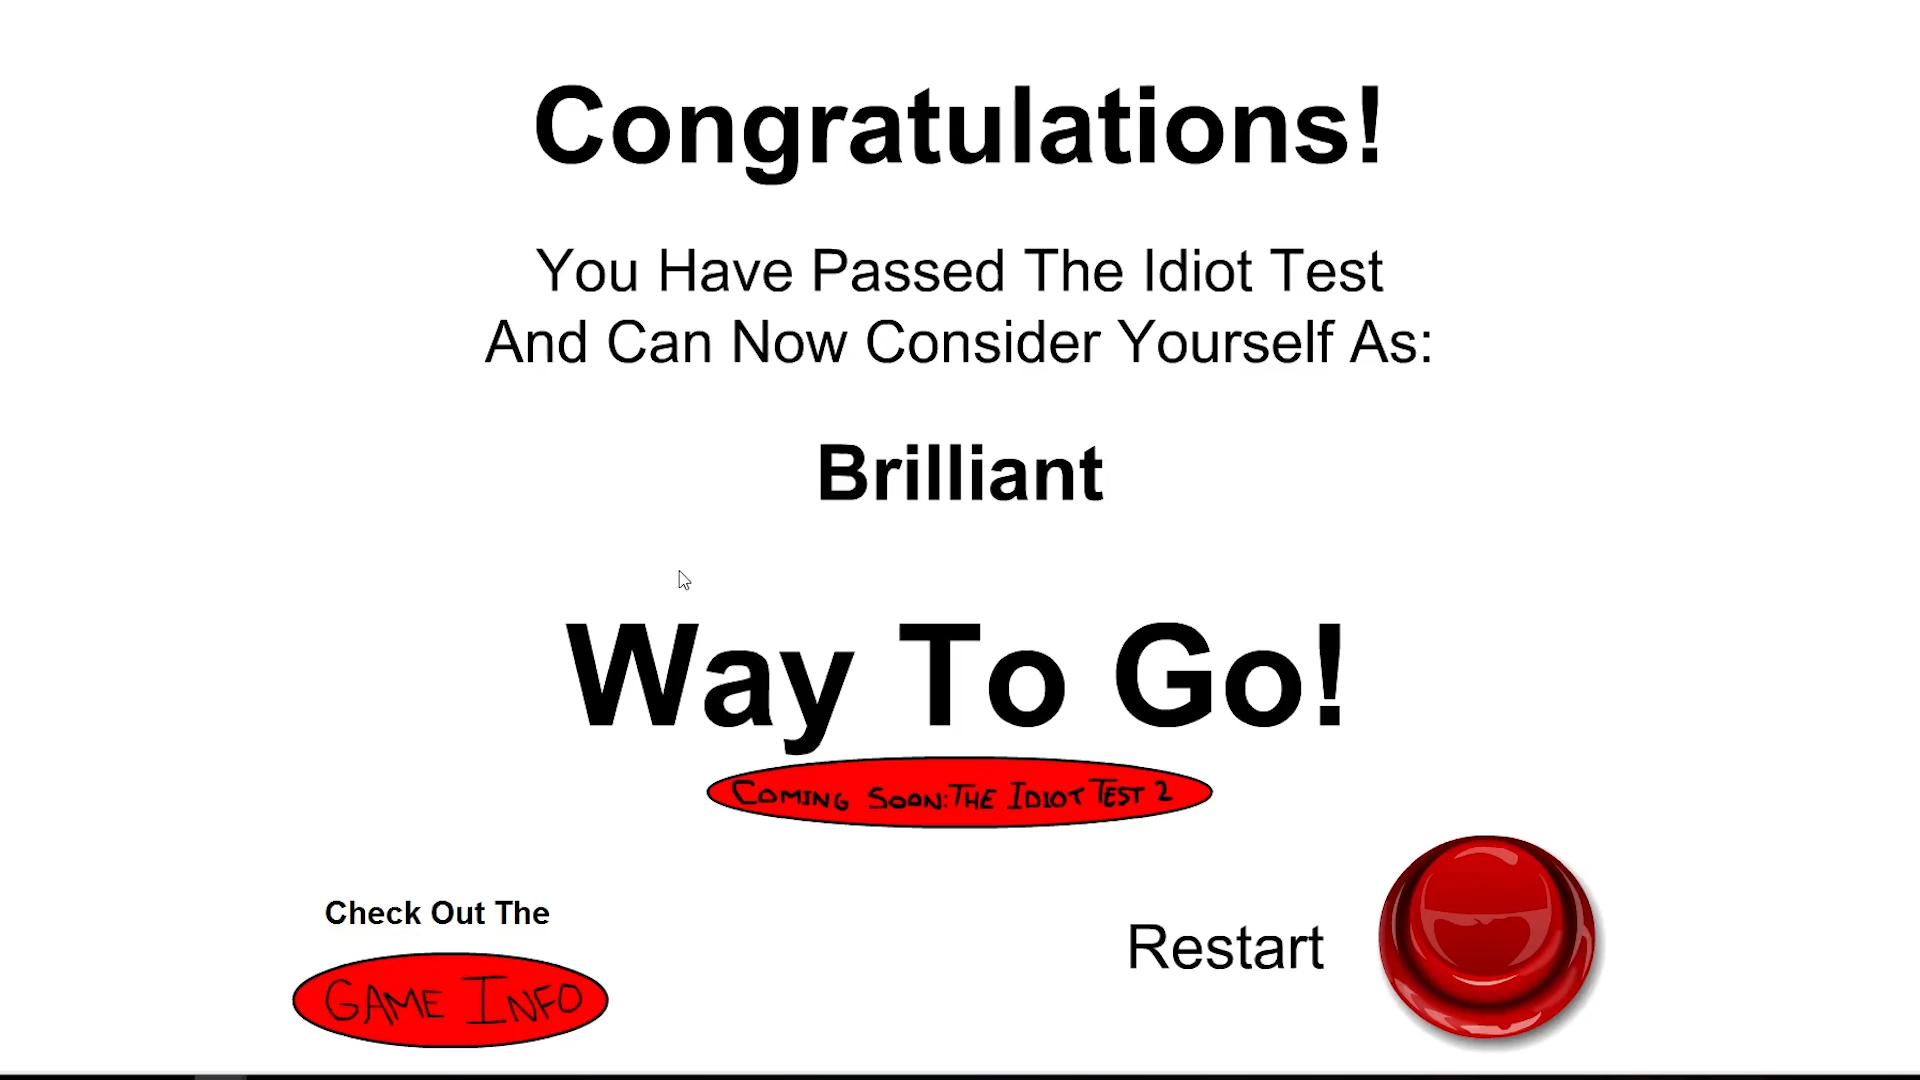 Congratulations!
You Have Passed The Idiot Test
And Can Now Consider Yourself As:
Brilliant
Way To Go!
COMING SOON:THE IDIOT TEST 2
Check Out The
GAME INFO
Restart